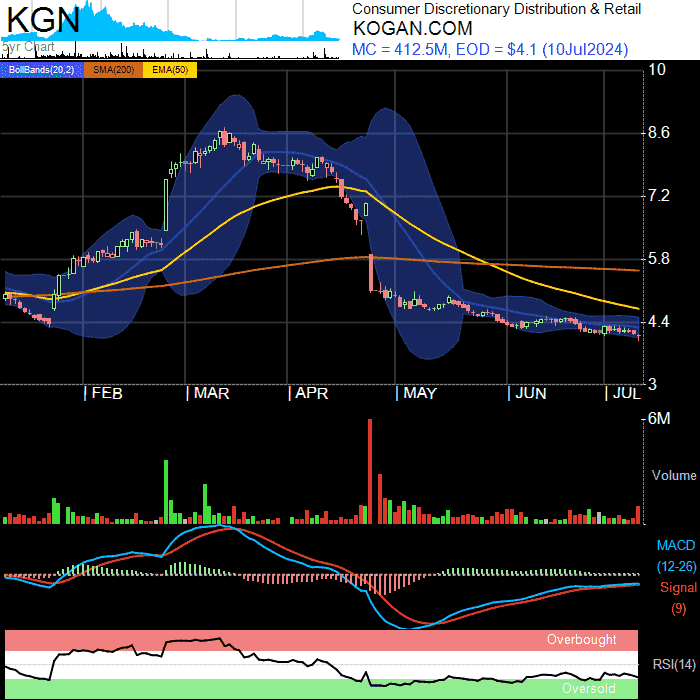 KGN
5yr Chart
Consumer Discretionary Distribution & Retail
KOGAN.COM
MC = 412.5M, EOD = $4.1 (10Jul2024)
BollBands(20,2) SMA(200) EMA(50)
10
8.6
7.2
5.8
4.4
3
FEB MAR APR MAY JUN JUL
6M
Volume
MACD
(12-26)
Signal
(9)
Overbought
RSI(14)
Oversold